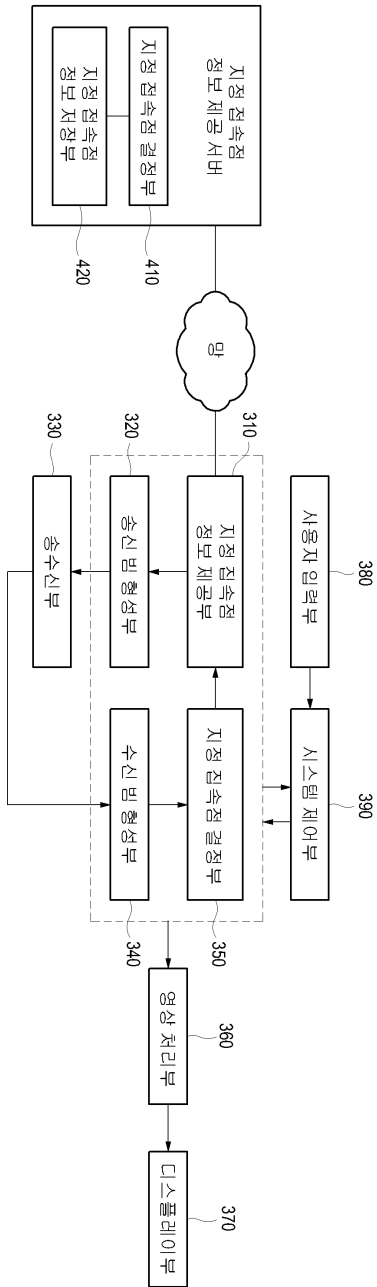 지정 접속점
정보 제공 서버
지정 접속점 결정부
410
지정 접속점
정보 저장부
420
망
310
지정 집속점
정보 제공부
320
송신 빔 형성부
330
송수신부
380
사용자 입력부
390
시스템 제어부
지정 집속점 결정부
350
수신 빔 형성부
340
영상 처리부
360
디스플레이부
370